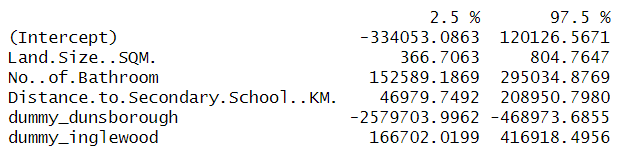 2.5 % 97.5 %
(Intercept) -334053.0863 120126.5671
Land.Size..SQM. 366.7063 804.7647
No..of.Bathroom 152589.1869 295034.8769
Distance.to.Secondary.School..KM. 46979.7492 208950.7980
dummy_dunsborough -2579703.9962 -468973.6855
dummy_inglewood 166702.0199 416918.4956